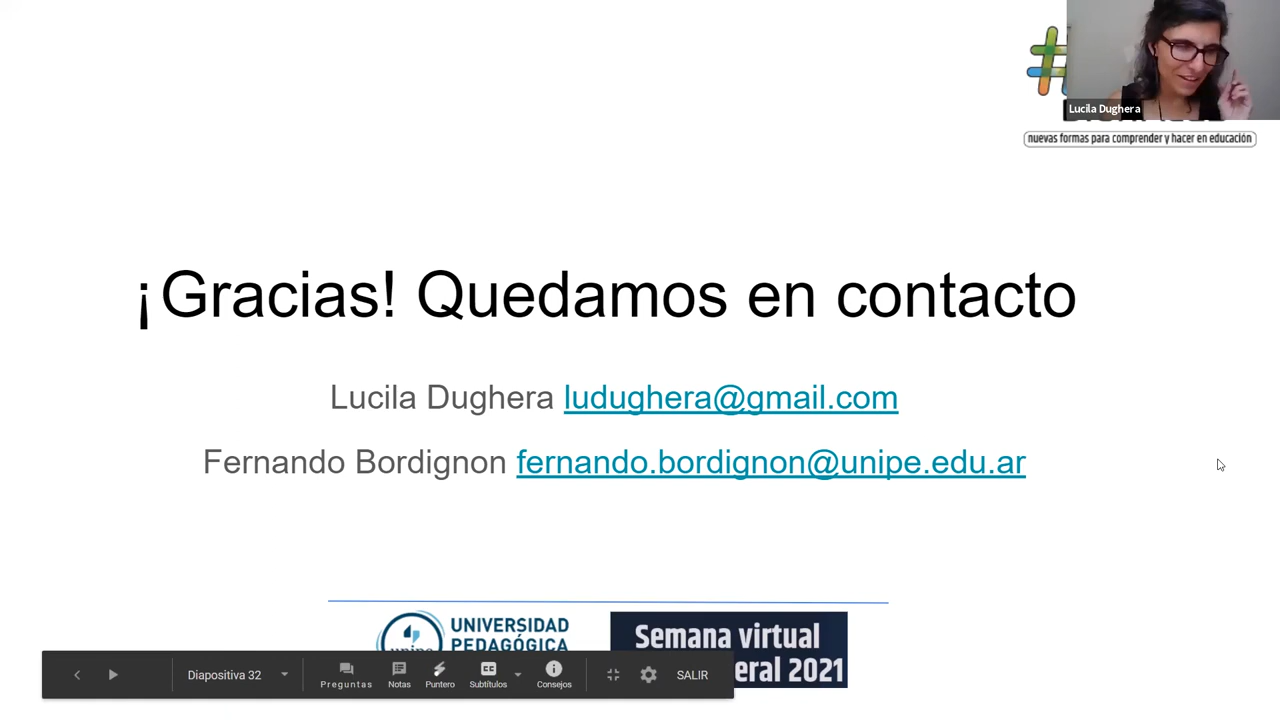 Lucila Dughera
nuevas formas para comprender y hacer en educación
¡Gracias! Quedamos en contacto
Lucila Dughera ludughera@gmail.com
Fernando Bordignon fernando.bordignon@unipe.edu.ar
UNIVERSIDAD
PEDAGÓGICA
unipe
Semana virtual
eral 2021
Diapositiva 32
Preguntas
Notas
Puntero
Subtítulos
Consejos
SALIR